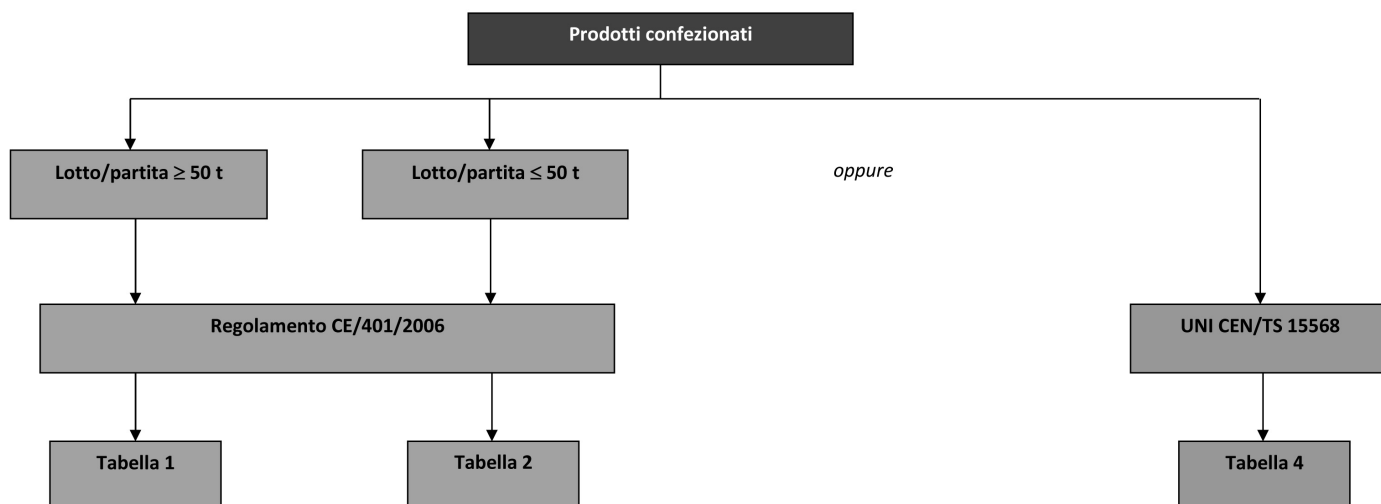 Prodotti confezionati
Lotto/partita ≥ 50 t
Lotto/partita ≤ 50 t
oppure
Regolamento CE/401/2006
UNI CEN/TS 15568
Tabella 1
Tabella 2
Tabella 4